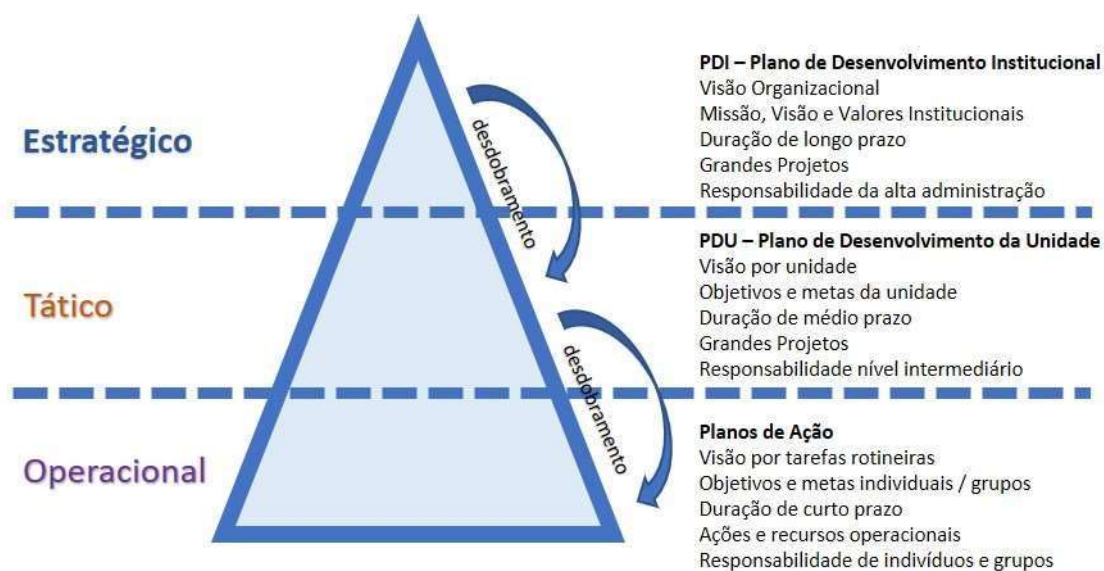 Estratégico
desdobramento
PDI – Plano de Desenvolvimento Institucional
Visão Organizacional
Missão, Visão e Valores Institucionais
Duração de longo prazo
Grandes Projetos
Responsabilidade da alta administração
Tático
desdobramento
PDU – Plano de Desenvolvimento da Unidade
Visão por unidade
Objetivos e metas da unidade
Duração de médio prazo
Grandes Projetos
Responsabilidade nível intermediário
Operacional
Planos de Ação
Visão por tarefas rotineiras
Objetivos e metas individuais / grupos
Duração de curto prazo
Ações e recursos operacionais
Responsabilidade de indivíduos e grupos